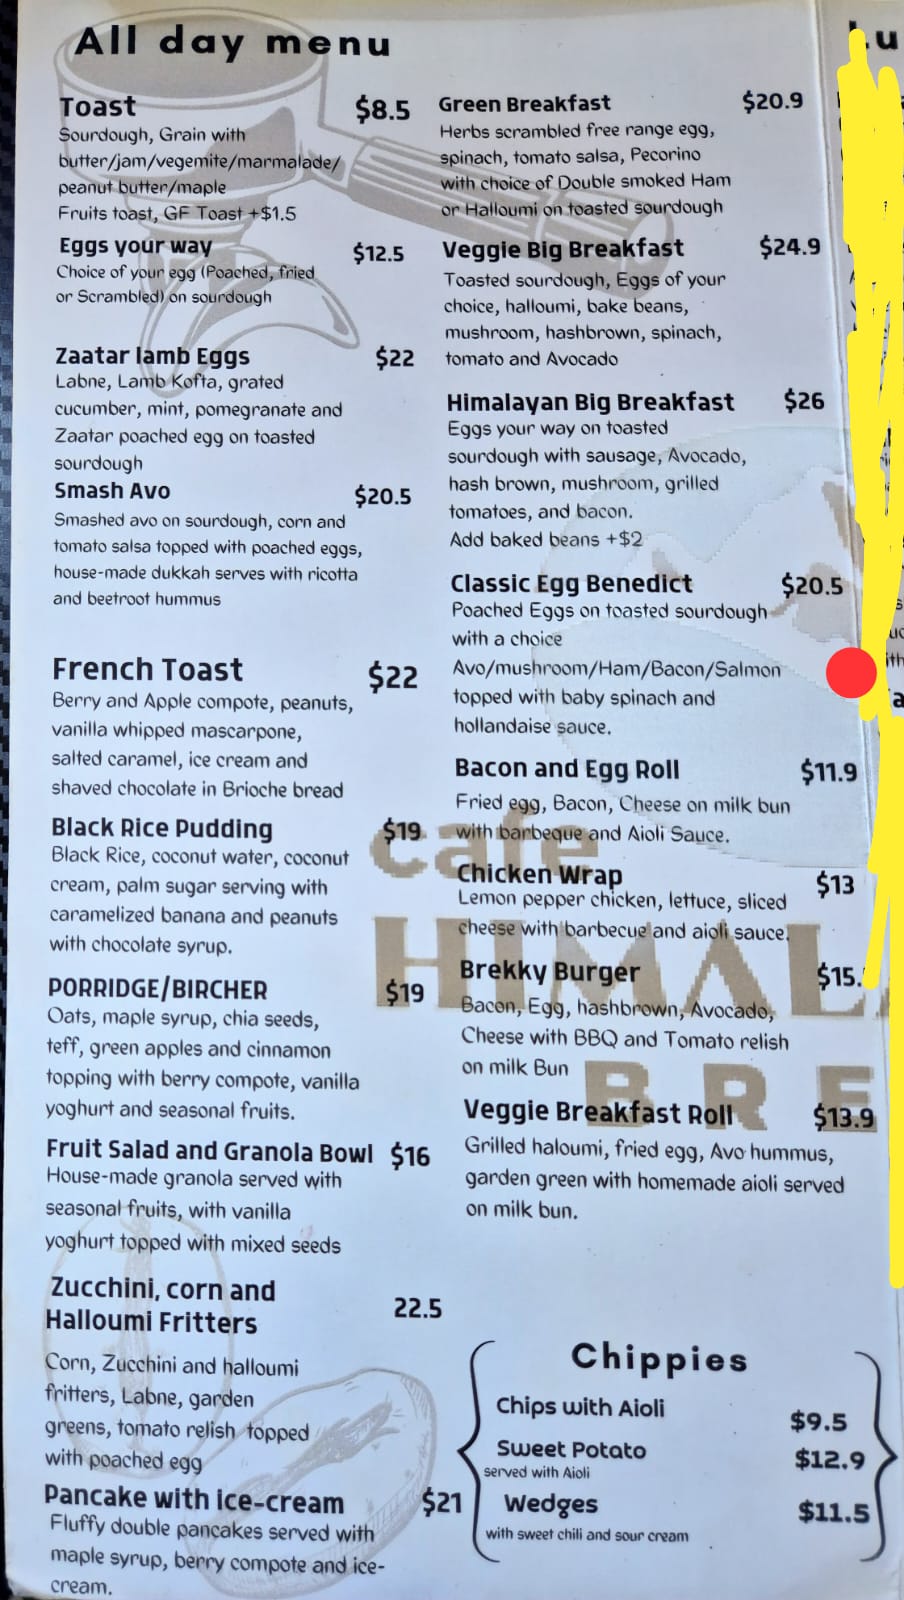 All day menu
Toast $8.5
Sourdough, Grain with
butter/jam/vegemite/marmalade/
peanut butter/maple
Fruits toast, GF Toast +$1.5
Eggs your way $12.5
Choice of your egg (Poached, fried
or Scrambled) on sourdough
Zaatar lamb Eggs $22
Labne, Lamb Kofta, grated
cucumber, mint, pomegranate and
Zaatar poached egg on toasted
sourdough
Smash Avo $20.5
Smashed avo on sourdough, corn and
tomato salsa topped with poached eggs,
house-made dukkah serves with ricotta
and beetroot hummus
French Toast $22
Berry and Apple compote, peanuts,
vanilla whipped mascarpone,
salted caramel, ice cream and
shaved chocolate in Brioche bread
Black Rice Pudding $19
Black Rice, coconut water, coconut
cream, palm sugar serving with
caramelized banana and peanuts
with chocolate syrup.
PORRIDGE/BIRCHER $19
Oats, maple syrup, chia seeds,
teff, green apples and cinnamon
topping with berry compote, vanilla
yoghurt and seasonal fruits.
Fruit Salad and Granola Bowl $16
House-made granola served with
seasonal fruits, with vanilla
yoghurt topped with mixed seeds
Zucchini, corn and
Halloumi Fritters 22.5
Corn, Zucchini and halloumi
fritters, Labne, garden
greens, tomato relish topped
with poached egg
Pancake with ice-cream $21
Fluffy double pancakes served with
maple syrup, berry compote and ice-
cream.
Green Breakfast $20.9
Herbs scrambled free range egg,
spinach, tomato salsa, Pecorino
with choice of Double smoked Ham
or Halloumi on toasted sourdough
Veggie Big Breakfast $24.9
Toasted sourdough, Eggs of your
choice, halloumi, bake beans,
mushroom, hashbrown, spinach,
tomato and Avocado
Himalayan Big Breakfast $26
Eggs your way on toasted
sourdough with sausage, Avocado,
hash brown, mushroom, grilled
tomatoes, and bacon.
Add baked beans +$2
Classic Egg Benedict $20.5
Poached Eggs on toasted sourdough
with a choice
Avo/mushroom/Ham/Bacon/Salmon
topped with baby spinach and
hollandaise sauce.
Bacon and Egg Roll $11.9
Fried egg, Bacon, Cheese on milk bun
with barbeque and Aioli Sauce.
Chicken Wrap $13
Lemon pepper chicken, lettuce, sliced
cheese with barbecue and aioli sauce.
Brekky Burger $15.
Bacon, Egg, hashbrown, Avocado,
Cheese with BBQ and Tomato relish
on milk Bun
Veggie Breakfast Roll $13.9
Grilled haloumi, fried egg, Avo hummus,
garden green with homemade aioli served
on milk bun.
Chippies
Chips with Aioli $9.5
Sweet Potato $12.9
served with Aioli
Wedges $11.5
with sweet chili and sour cream
Cafe
HIMAL
BRE